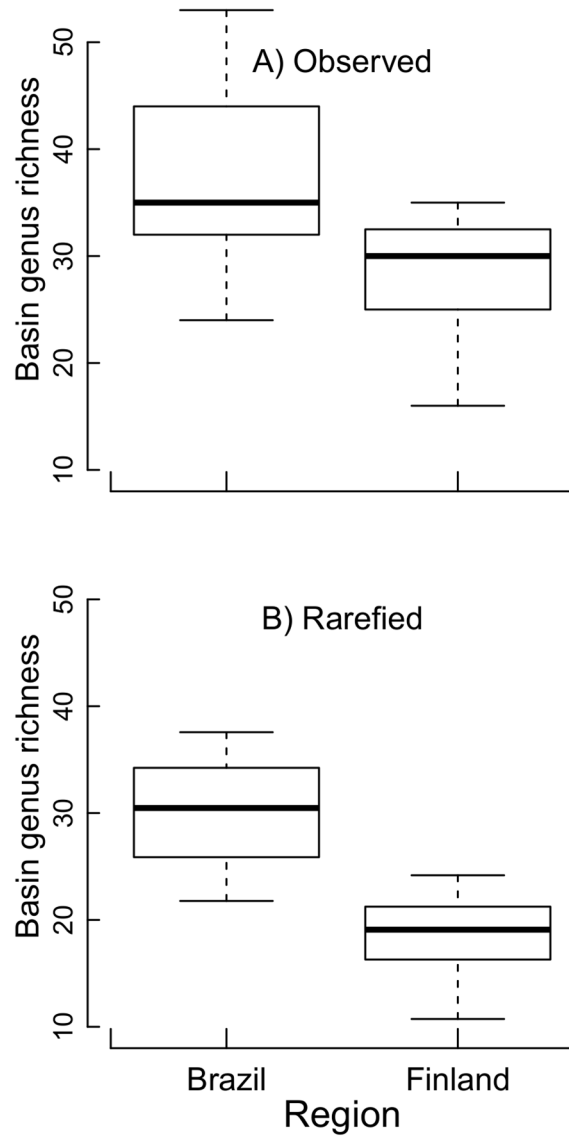 A) Observed
Basin genus richness
50
40
30
20
10
B) Rarefied
Basin genus richness
50
40
30
20
10
Brazil Finland
Region